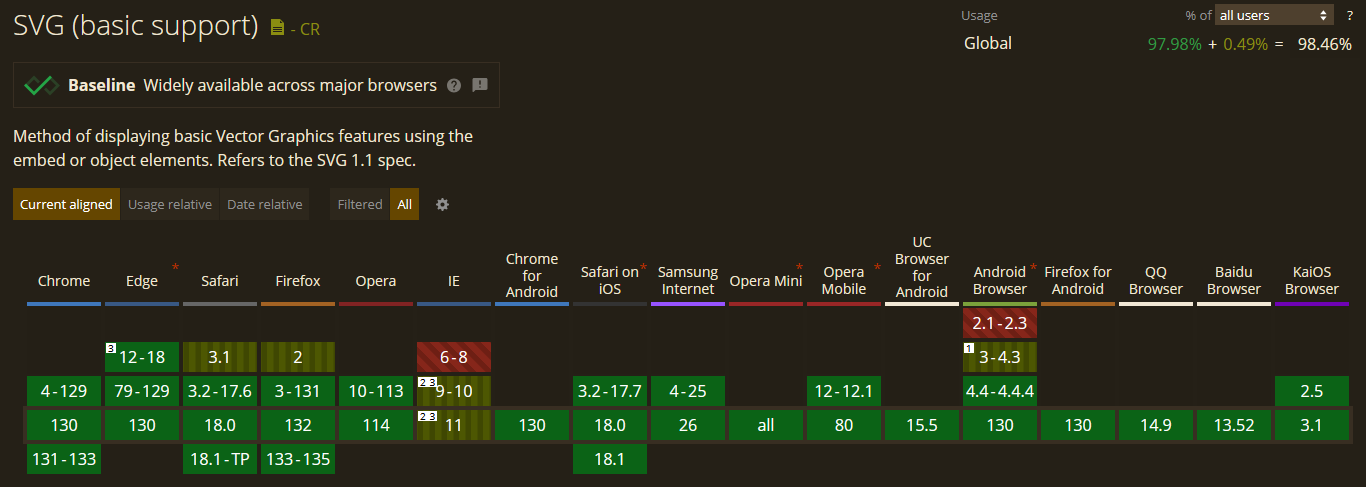 SVG (basic support) - CR
Usage % of all users ?
Global 97.98% + 0.49% = 98.46%
Baseline Widely available across major browsers ?
Method of displaying basic Vector Graphics features using the
embed or object elements. Refers to the SVG 1.1 spec.
Current aligned Usage relative Date relative Filtered All
Chrome Edge * Safari Firefox Opera IE Chrome for Android Safari on iOS * Samsung Internet Opera Mini * Opera Mobile * UC Browser for Android Android Browser * Firefox for Android QQ Browser Baidu Browser KaiOS Browser
2.1-2.3
3 12-18 3.1 2 6-8 1 3-4.3
4-129 79-129 3.2-17.6 3-131 10-113 2 3 9-10 3.2-17.7 4-25 12-12.1 4.4-4.4.4 2.5
130 130 18.0 132 114 2 3 11 130 18.0 26 all 80 15.5 130 130 14.9 13.52 3.1
131-133 18.1-TP 133-135 18.1